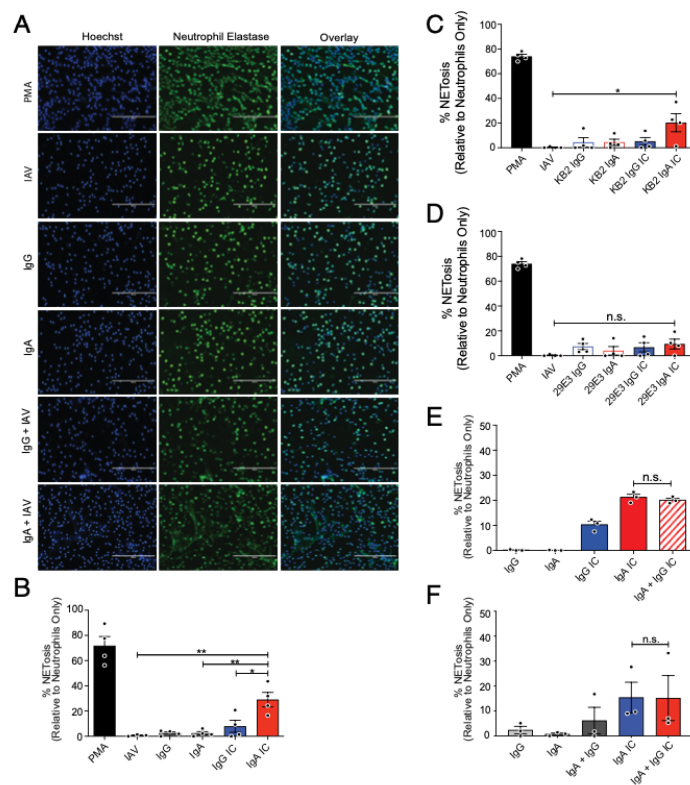 A
Hoechst Neutrophil Elastase Overlay
PMA
IAV
IgG
IgA
IgG + IAV
IgA + IAV
B
% NETosis
(Relative to Neutrophils Only)
100
80
60
40
20
0
**
**
*
PMA IAV IgG IgA IgG IC IgA IC
C
% NETosis
(Relative to Neutrophils Only)
100
80
60
40
20
0
*
PMA IAV KB2 IgG KB2 IgA KB2 IgG IC KB2 IgA IC
D
% NETosis
(Relative to Neutrophils Only)
100
80
60
40
20
0
n.s.
PMA IAV 29E3 IgG 29E3 IgA 29E3 IgG IC 29E3 IgA IC
E
% NETosis
(Relative to Neutrophils Only)
50
40
30
20
10
0
n.s.
IgG IgA IgG IC IgA IC IgA + IgG IC
F
% NETosis
(Relative to Neutrophils Only)
50
40
30
20
10
0
n.s.
IgG IgA IgA + IgG IgA IC IgA + IgG IC